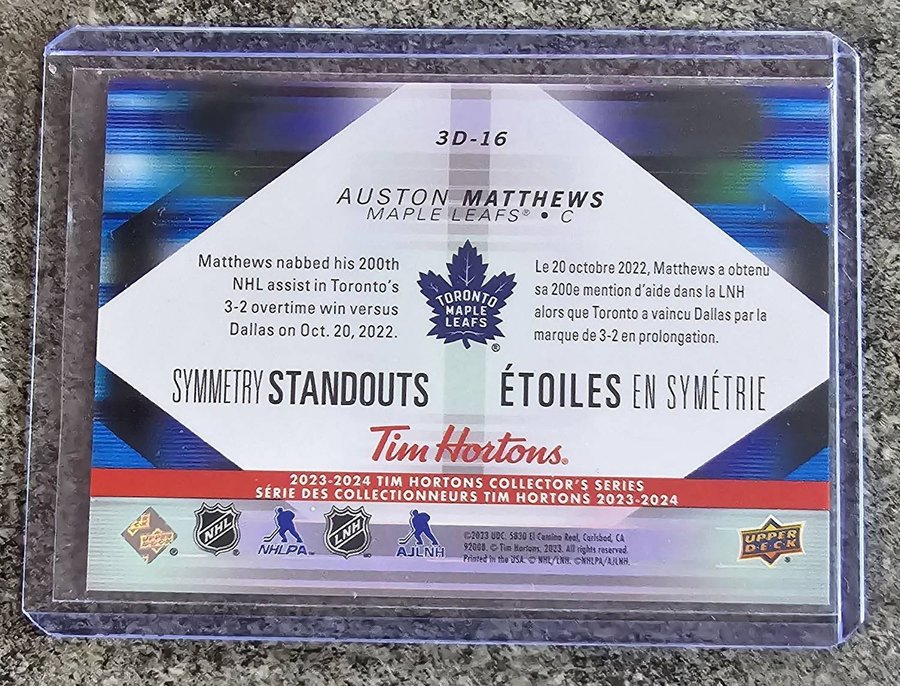 3D-16
AUSTON MATTHEWS
MAPLE LEAFS® • C
Matthews nabbed his 200th
NHL assist in Toronto's
3-2 overtime win versus
Dallas on Oct. 20, 2022.
TORONTO
MAPLE
LEAFS
®
Le 20 octobre 2022, Matthews a obtenu
sa 200e mention d'aide dans la LNH
alors que Toronto a vaincu Dallas par la
marque de 3-2 en prolongation.
SYMMETRY STANDOUTS
ÉTOILES EN SYMÉTRIE
Tim Hortons®
2023-2024 TIM HORTONS COLLECTOR'S SERIES
SÉRIE DES COLLECTIONNEURS TIM HORTONS 2023-2024
UPPER DECK ®
NHL
NHLPA™
LNH
AJLNH
©2023 UDC. 5830 El Camino Real, Carlsbad, CA
92008. © Tim Hortons, 2023. All rights reserved.
Printed in the USA. © NHL/LNH. ©NHLPA/AJLNH.
UPPER
DECK